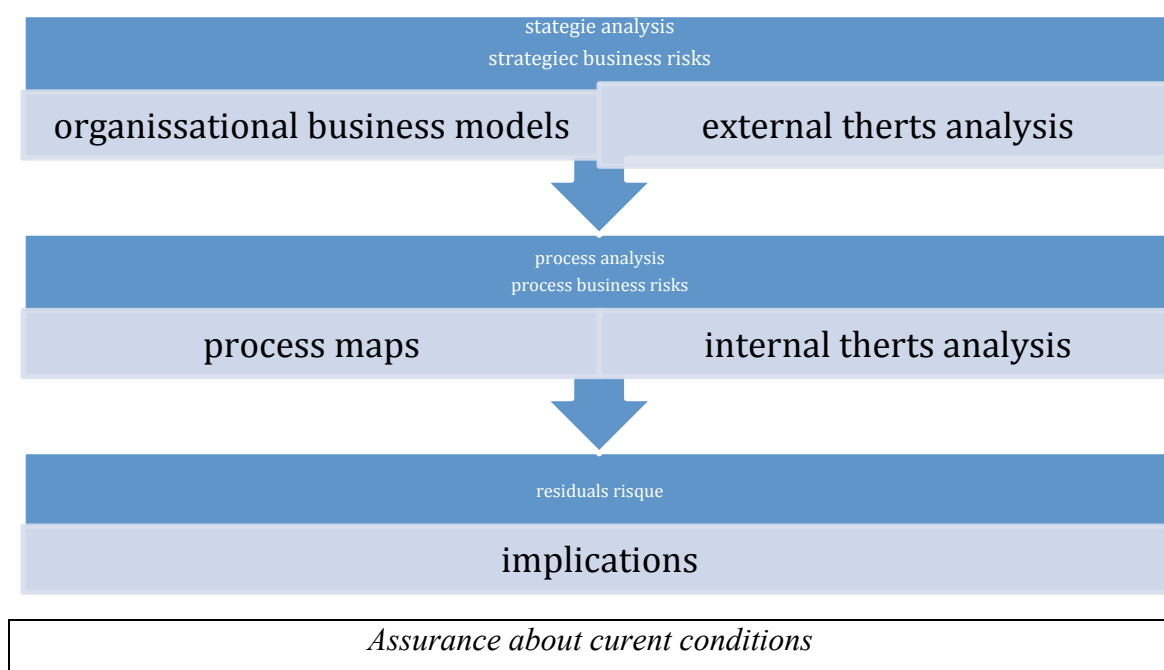 stategie analysis
strategiec business risks
organissational business models
external therts analysis
process analysis
process business risks
process maps
internal therts analysis
residuals risque
implications
Assurance about curent conditions